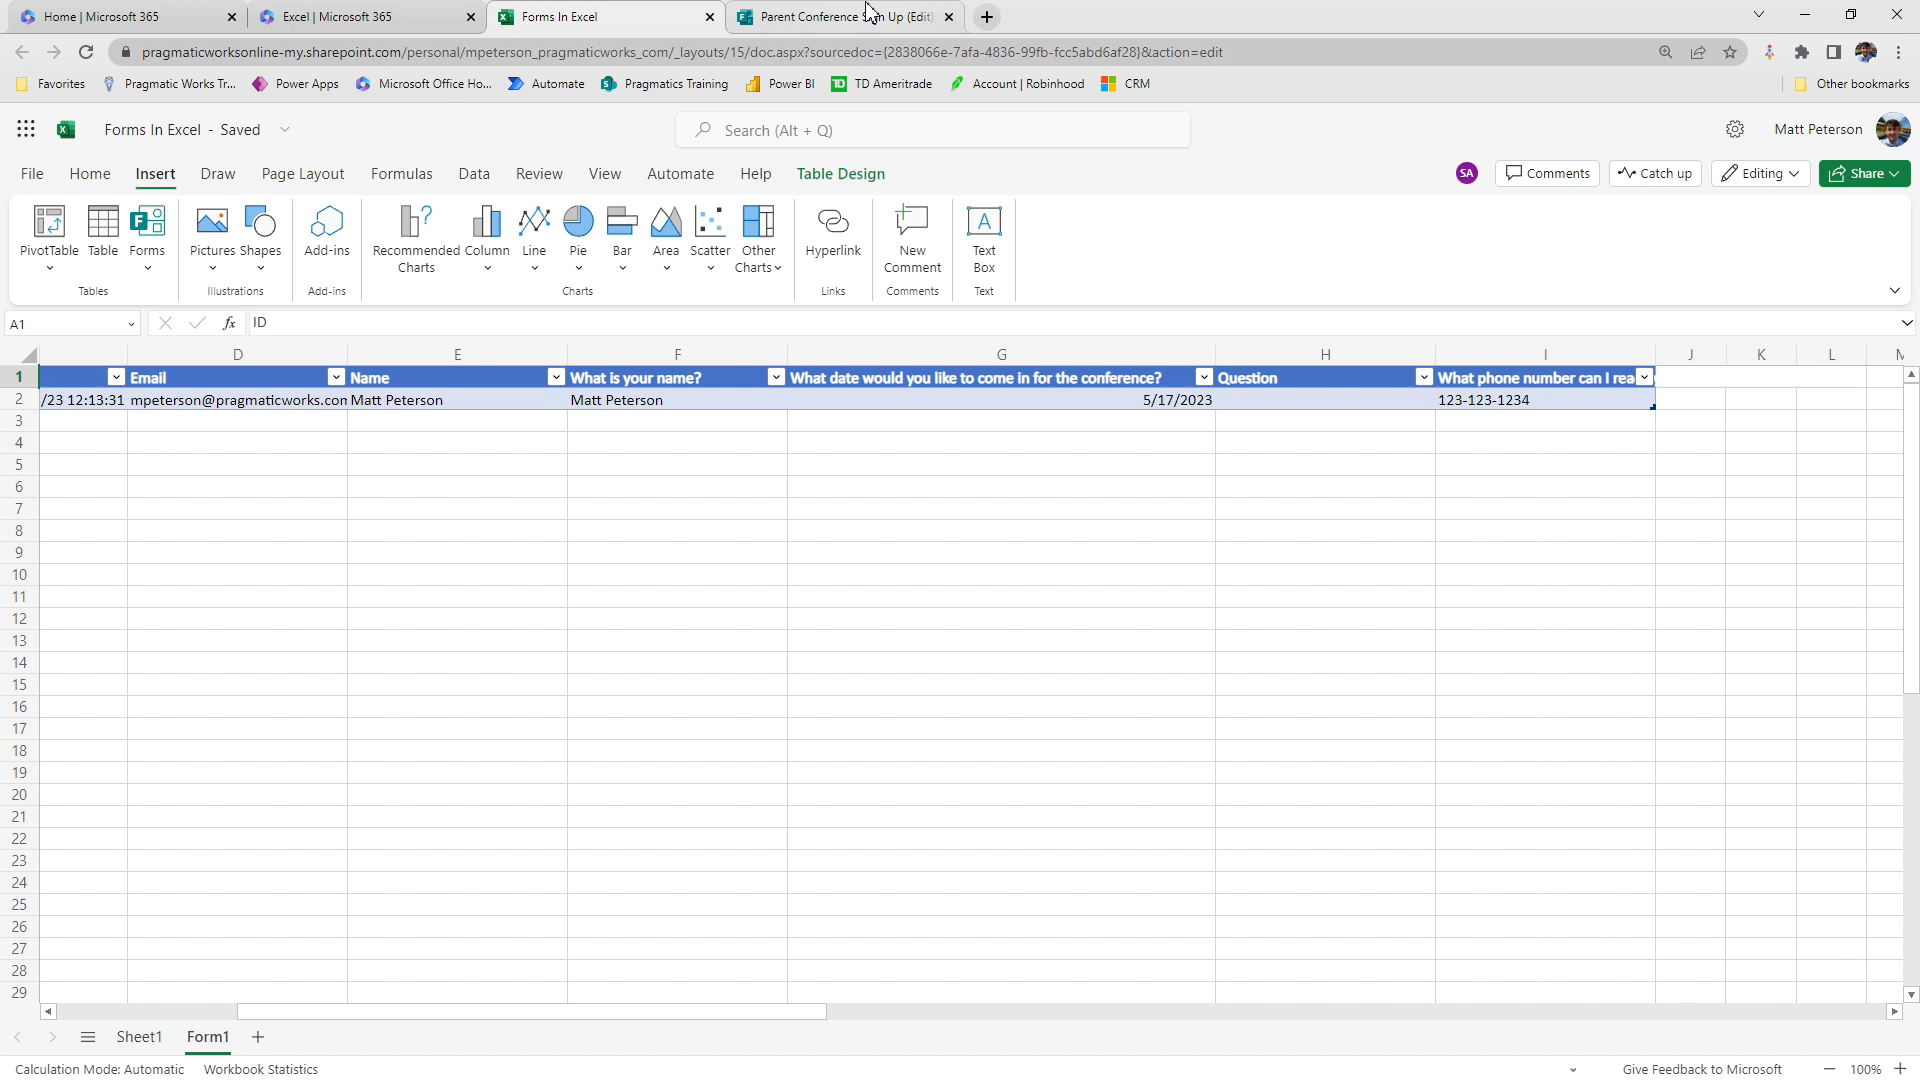 Home | Microsoft 365
Excel | Microsoft 365
Forms In Excel
Parent Conference Sign Up (Edit)
pragmaticworksonline-my.sharepoint.com/personal/mpeterson_pragmaticworks_com/_layouts/15/doc.aspx?sourcedoc={2838066e-7afa-4836-99fb-fcc5abd6af28}&action=edit
Favorites
Pragmatic Works Tr...
Power Apps
Microsoft Office Ho...
Automate
Pragmatics Training
Power BI
TD Ameritrade
Account | Robinhood
CRM
Other bookmarks
Forms In Excel - Saved
Search (Alt + Q)
Matt Peterson
File Home Insert Draw Page Layout Formulas Data Review View Automate Help Table Design
SA
Comments
Catch up
Editing
Share
PivotTable
Table
Forms
Pictures
Shapes
Add-ins
Recommended Charts
Column
Line
Pie
Bar
Area
Scatter
Other Charts
Hyperlink
New Comment
Text Box
Tables
Illustrations
Add-ins
Charts
Links
Comments
Text
A1
fx
ID
D E F G H I J K L
1 Email Name What is your name? What date would you like to come in for the conference? Question What phone number can I rea
2 /23 12:13:31 mpeterson@pragmaticworks.con Matt Peterson Matt Peterson 5/17/2023 123-123-1234
3
4
5
6
7
8
9
10
11
12
13
14
15
16
17
18
19
20
21
22
23
24
25
26
27
28
29
Sheet1
Form1
Calculation Mode: Automatic
Workbook Statistics
Give Feedback to Microsoft
100%